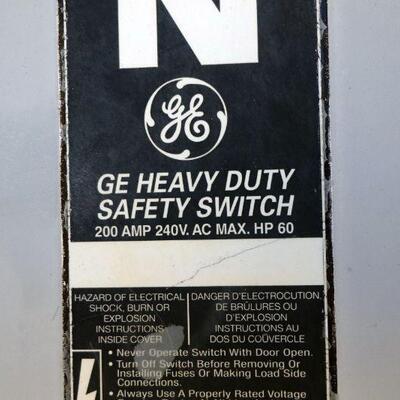 N
GE
GE HEAVY DUTY
SAFETY SWITCH
200 AMP 240V. AC MAX. HP 60
HAZARD OF ELECTRICAL
SHOCK, BURN OR
EXPLOSION
INSTRUCTIONS
INSIDE COVER
DANGER D'ELECTROCUTION,
DE BRÛLURES OU
D'EXPLOSION
INSTRUCTIONS AU
DOS DU COÛVERCLE
• Never Operate Switch With Door Open.
• Turn Off Switch Before Removing Or
Installing Fuses Or Making Load Side
Connections.
• Always Use A Properly Rated Voltage